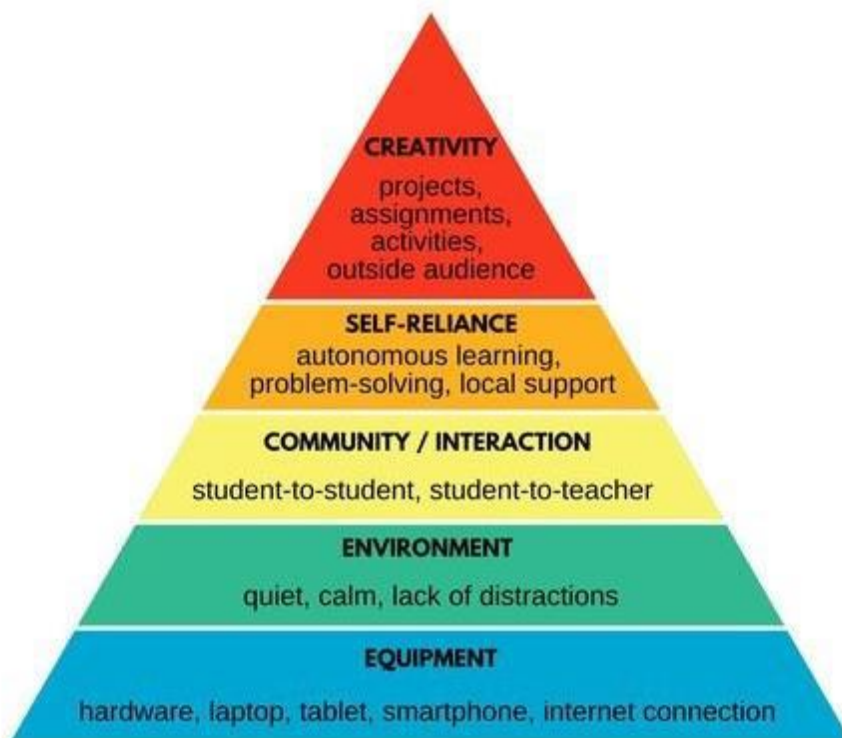 CREATIVITY
projects,
assignments,
activities,
outside audience
SELF-RELIANCE
autonomous learning,
problem-solving, local support
COMMUNITY / INTERACTION
student-to-student, student-to-teacher
ENVIRONMENT
quiet, calm, lack of distractions
EQUIPMENT
hardware, laptop, tablet, smartphone, internet connection